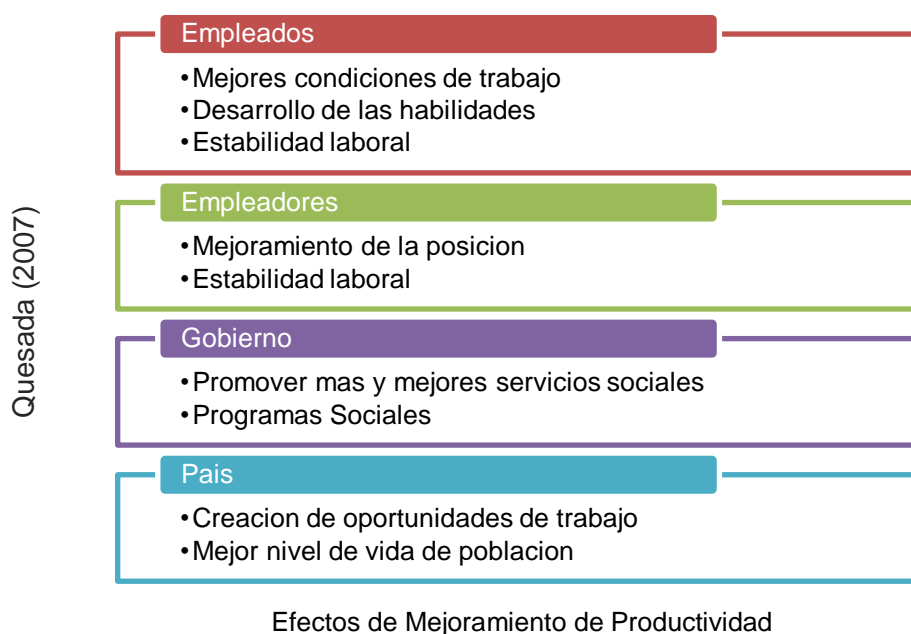 Quesada (2007)
Empleados
•Mejores condiciones de trabajo
•Desarrollo de las habilidades
•Estabilidad laboral
Empleadores
•Mejoramiento de la posicion
•Estabilidad laboral
Gobierno
•Promover mas y mejores servicios sociales
•Programas Sociales
Pais
•Creacion de oportunidades de trabajo
•Mejor nivel de vida de poblacion
Efectos de Mejoramiento de Productividad